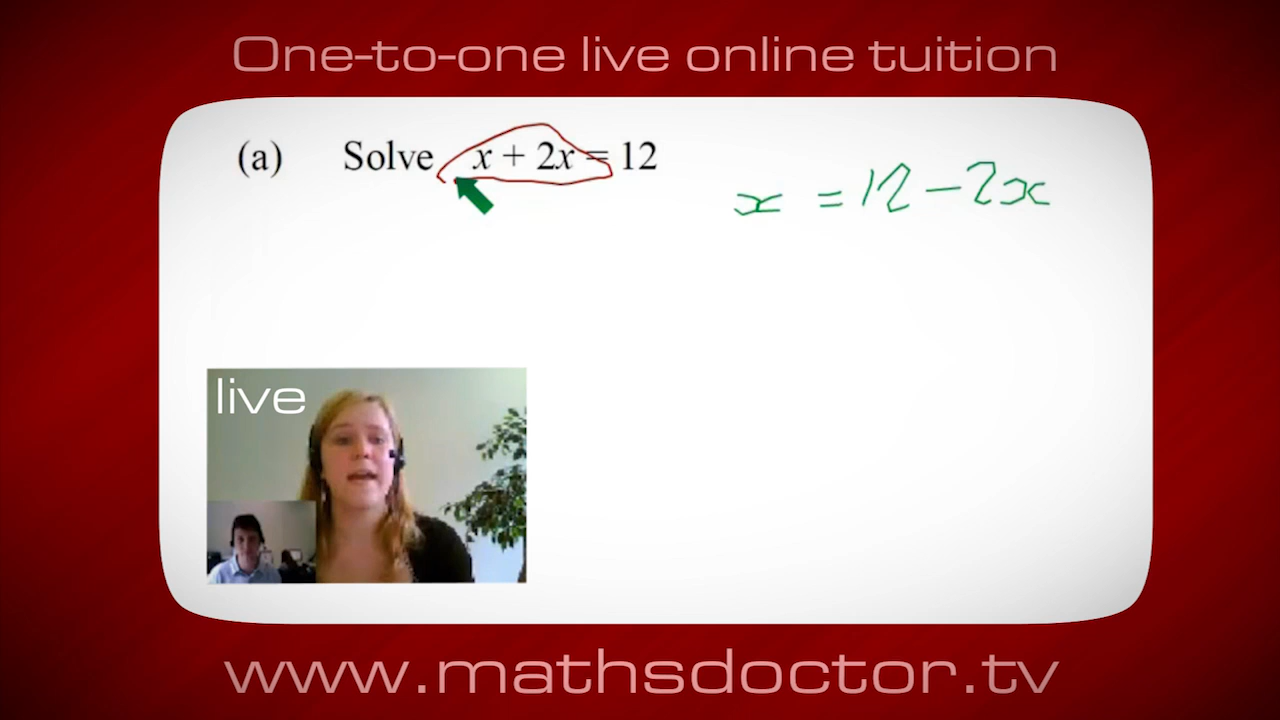 One-to-one live online tuition
(a) Solve x + 2x = 12
x = 12 - 2x
live
www.mathsdoctor.tv